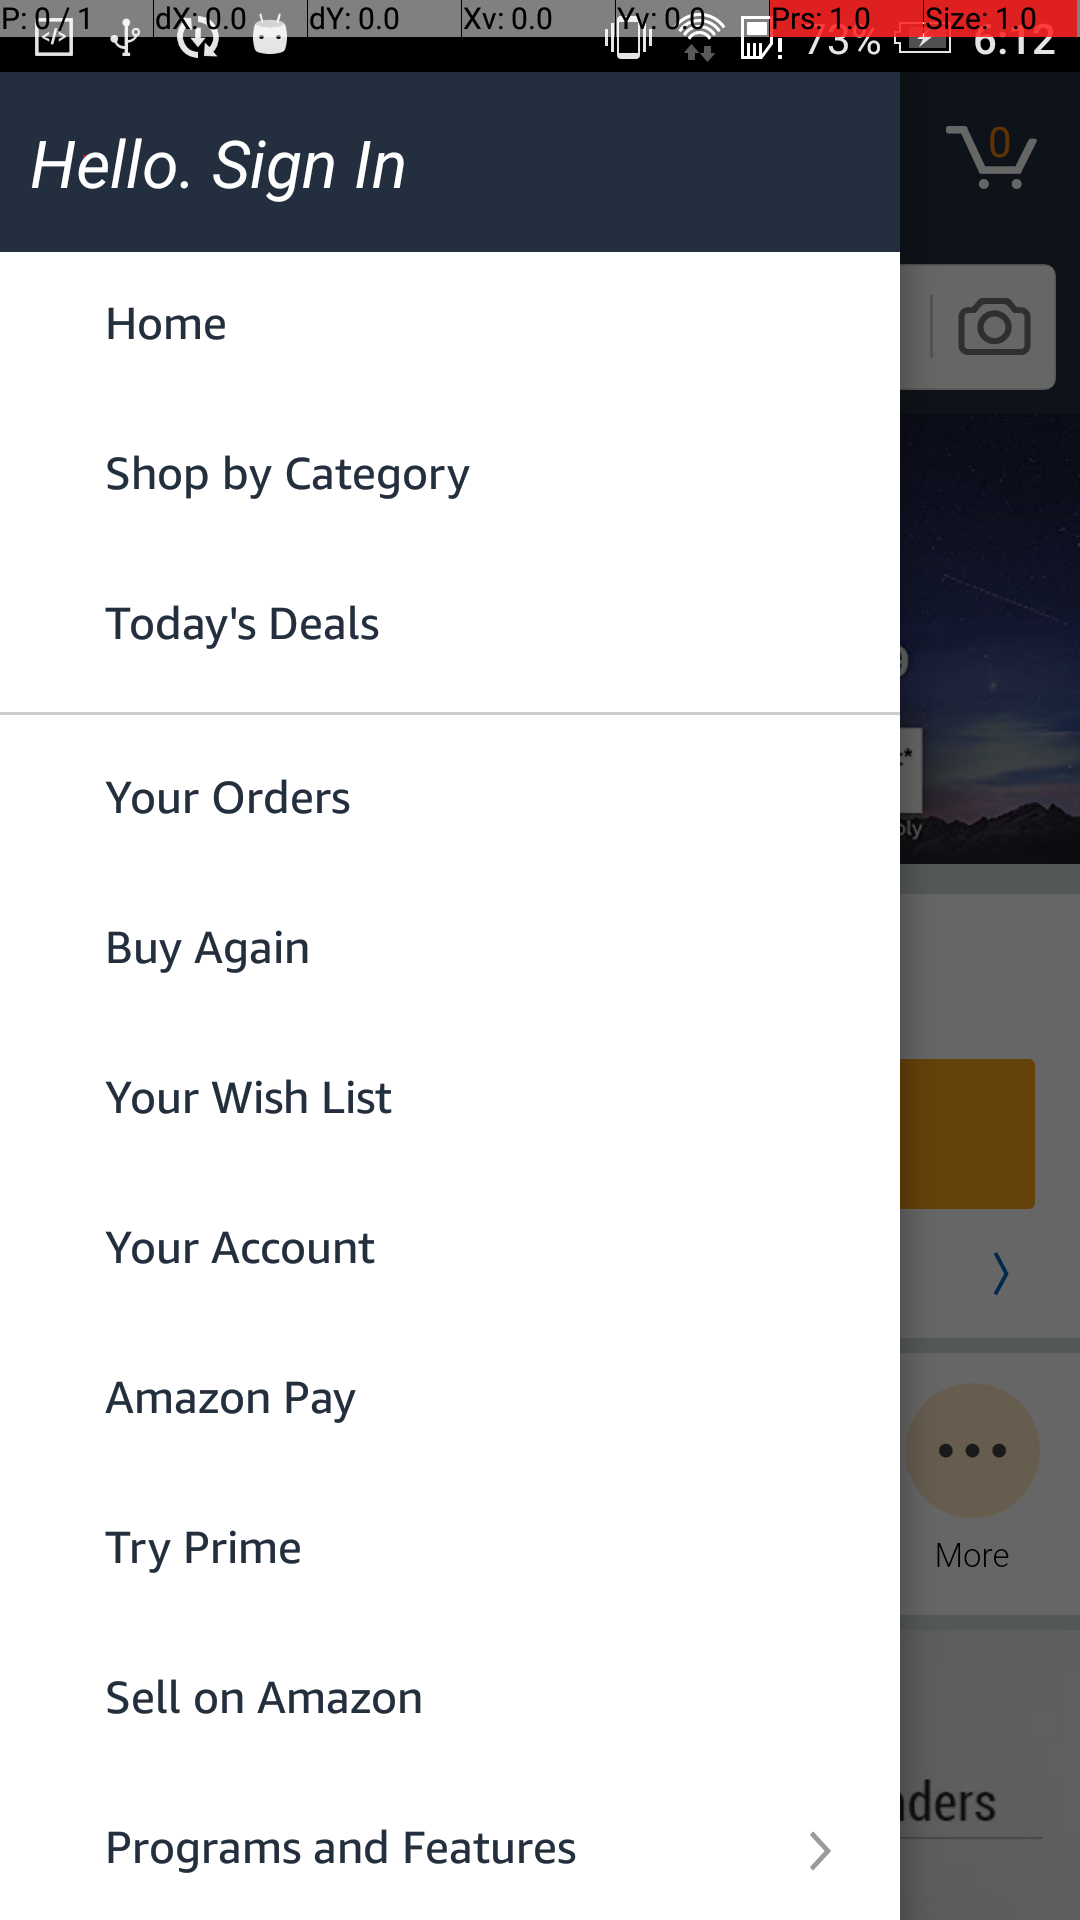 P: 0 / 1 dX: 0.0 dY: 0.0 Xv: 0.0 Yv: 0.0 Prs: 1.0 Size: 1.0
73% 6:12
Hello. Sign In
0
Home
Shop by Category
Today's Deals
Your Orders
Buy Again
Your Wish List
Your Account
Amazon Pay
Try Prime
More
Sell on Amazon
Programs and Features